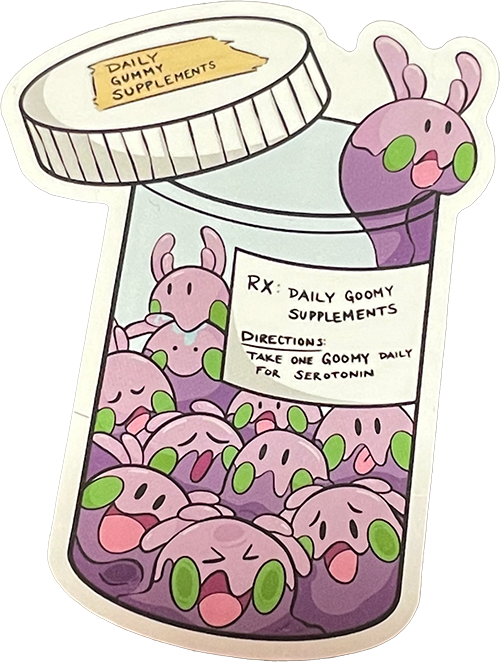 DAILY
GUMMY
SUPPLEMENTS
RX: DAILY GOOMY
SUPPLEMENTS
DIRECTIONS:
TAKE ONE GOOMY DAILY
FOR SEROTONIN